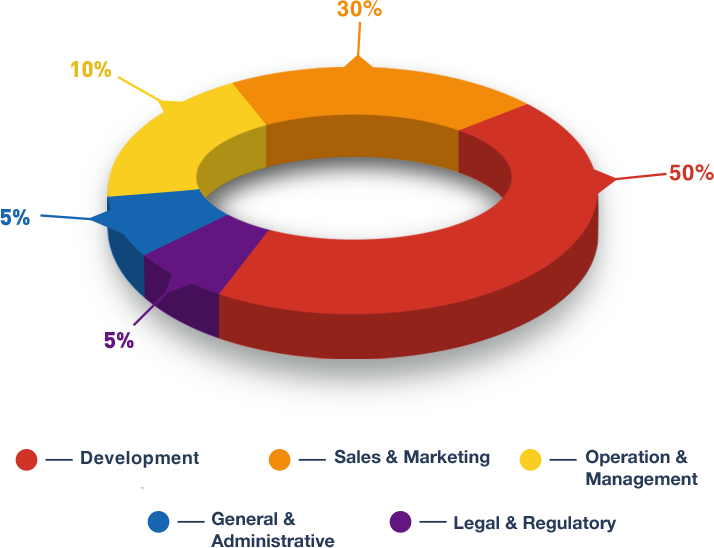 30%
10%
50%
5%
5%
Development
Sales & Marketing
Operation &
Management
General &
Administrative
Legal & Regulatory